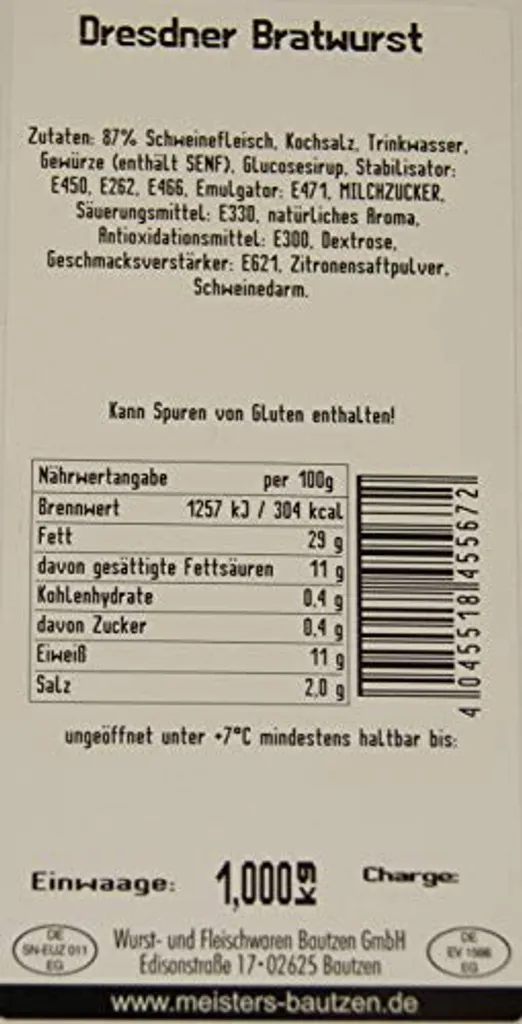 Dresdner Bratwurst
Zutaten: 87% Schweinefleisch, Kochsalz, Trinkwasser,
Gewürze (enthält SENF), Glucosesirup, Stabilisator:
E450, E262, E466, Emulgator: E471, MILCHZUCKER,
Säuerungsmittel: E330, natürliches Aroma,
Antioxidationsmittel: E300, Dextrose,
Geschmacksverstärker: E621, Zitronensaftpulver,
Schweinedarm.
Kann Spuren von Gluten enthalten!
Nährwertangabe per 100g
Brennwert 1257 kJ / 304 kcal
Fett 29 g
davon gesättigte Fettsäuren 11 g
Kohlenhydrate 0,4 g
davon Zucker 0,4 g
Eiweiß 11 g
Salz 2,0 g
4 045518 455672
ungeöffnet unter +7°C mindestens haltbar bis:
Einwaage: 1,000kg Charge:
DE
SN-EUZ 011
EG
Wurst- und Fleischwaren Bautzen GmbH
Edisonstraße 17·02625 Bautzen
DE
EV
EG
www.meisters-bautzen.de